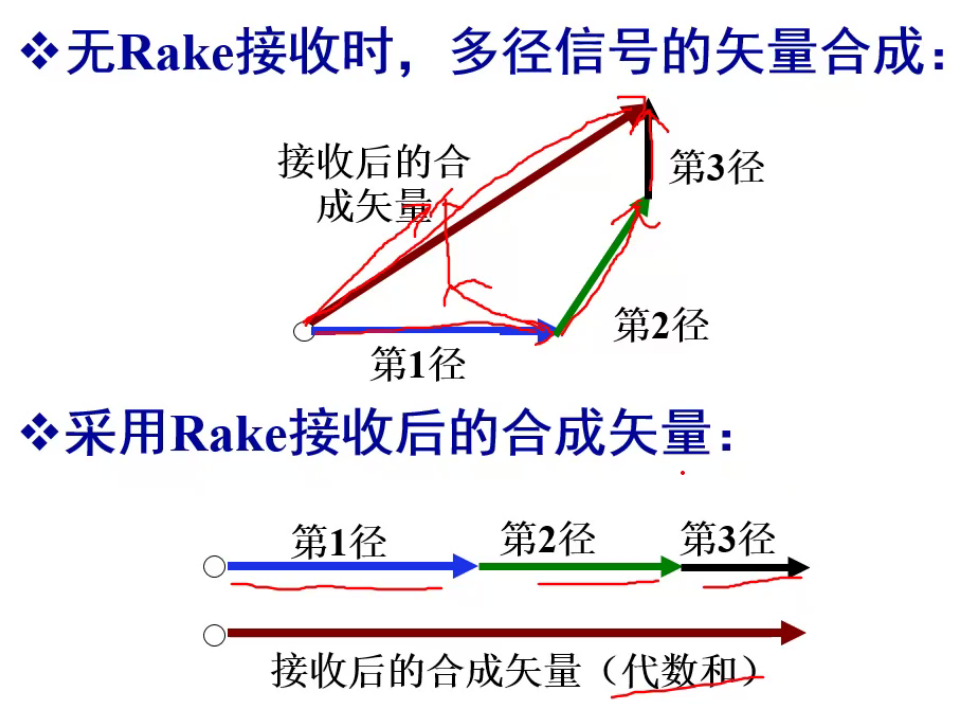 ❖无Rake接收时，多径信号的矢量合成：
接收后的合
成矢量
第3径
第2径
第1径
❖采用Rake接收后的合成矢量：
第1径
第2径
第3径
接收后的合成矢量（代数和）